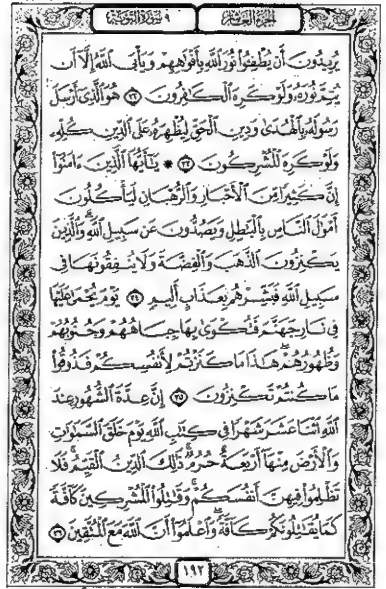 الجزء العاشر ٩ سورة التوبة
يُرِيدُونَ أَن يُطْفِـُٔوا۟ نُورَ ٱللَّهِ بِأَفْوَٰهِهِمْ وَيَأْبَى ٱللَّهُ إِلَّآ أَن
يُتِمَّ نُورَهُۥ وَلَوْ كَرِهَ ٱلْكَٰفِرُونَ ٣٢ هُوَ ٱلَّذِىٓ أَرْسَلَ
رَسُولَهُۥ بِٱلْهُدَىٰ وَدِينِ ٱلْحَقِّ لِيُظْهِرَهُۥ عَلَى ٱلدِّينِ كُلِّهِۦ
وَلَوْ كَرِهَ ٱلْمُشْرِكُونَ ٣٣ ۞ يَٰٓأَيُّهَا ٱلَّذِينَ ءَامَنُوٓا۟
إِنَّ كَثِيرًا مِّنَ ٱلْأَحْبَارِ وَٱلرُّهْبَانِ لَيَأْكُلُونَ
أَمْوَٰلَ ٱلنَّاسِ بِٱلْبَٰطِلِ وَيَصُدُّونَ عَن سَبِيلِ ٱللَّهِ ۗ وَٱلَّذِينَ
يَكْنِزُونَ ٱلذَّهَبَ وَٱلْفِضَّةَ وَلَا يُنفِقُونَهَا فِى
سَبِيلِ ٱللَّهِ فَبَشِّرْهُم بِعَذَابٍ أَلِيمٍ ٣٤ يَوْمَ يُحْمَىٰ عَلَيْهَا
فِى نَارِ جَهَنَّمَ فَتُكْوَىٰ بِهَا جِبَاهُهُمْ وَجُنُوبُهُمْ
وَظُهُورُهُمْ ۖ هَٰذَا مَا كَنَزْتُمْ لِأَنفُسِكُمْ فَذُوقُوا۟
مَا كُنتُمْ تَكْنِزُونَ ٣٥ إِنَّ عِدَّةَ ٱلشُّهُورِ عِندَ
ٱللَّهِ ٱثْنَا عَشَرَ شَهْرًا فِى كِتَٰبِ ٱللَّهِ يَوْمَ خَلَقَ ٱلسَّمَٰوَٰتِ
وَٱلْأَرْضَ مِنْهَآ أَرْبَعَةٌ حُرُمٌ ۚ ذَٰلِكَ ٱلدِّينُ ٱلْقَيِّمُ ۚ فَلَا
تَظْلِمُوا۟ فِيهِنَّ أَنفُسَكُمْ ۚ وَقَٰتِلُوا۟ ٱلْمُشْرِكِينَ كَآفَّةً
كَمَا يُقَٰتِلُونَكُمْ كَآفَّةً ۚ وَٱعْلَمُوٓا۟ أَنَّ ٱللَّهَ مَعَ ٱلْمُتَّقِينَ ٣٦
١٩٢